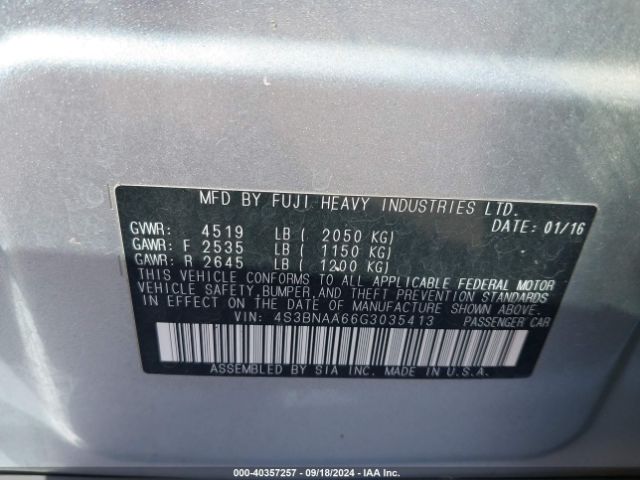 MFD BY FUJI HEAVY INDUSTRIES LTD.
GVWR: 4519 LB ( 2050 KG) DATE: 01/16
GAWR: F 2535 LB ( 1150 KG)
GAWR: R 2645 LB ( 1200 KG)
THIS VEHICLE CONFORMS TO ALL APPLICABLE FEDERAL MOTOR
VEHICLE SAFETY,BUMPER,AND THEFT PREVENTION STANDARDS
IN EFFECT ON THE DATE OF MANUFACTURE SHOWN ABOVE.
VIN: 4S3BNAA66G3035413 PASSENGER CAR
ASSEMBLED BY SIA INC. MADE IN U.S.A.
000-40357257 - 09/18/2024 - IAAI.COM